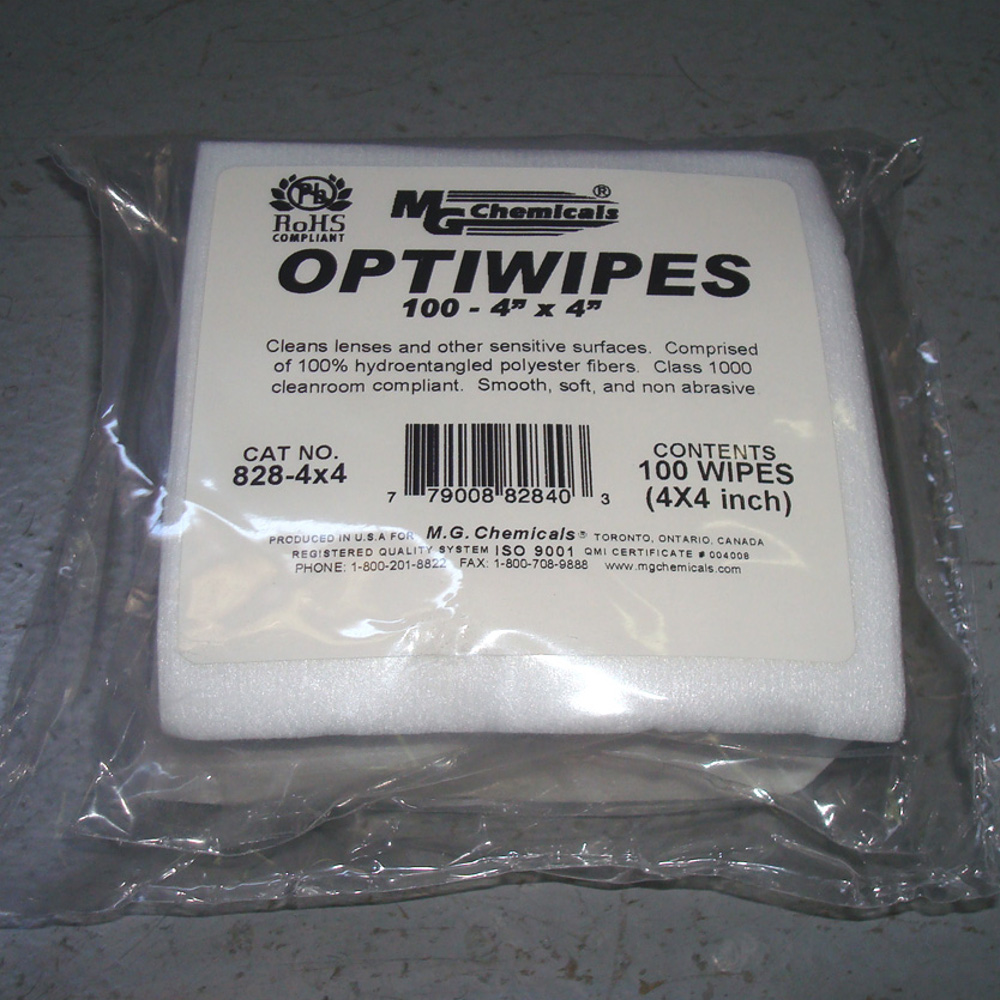 Pb
RoHS
COMPLIANT
MG Chemicals®
OPTIWIPES
100 - 4” x 4”
Cleans lenses and other sensitive surfaces. Comprised
of 100% hydroentangled polyester fibers. Class 1000
cleanroom compliant. Smooth, soft, and non abrasive.
CAT NO.
828-4x4
7 79008 82840 3
CONTENTS
100 WIPES
(4X4 inch)
PRODUCED IN U.S.A FOR M.G. Chemicals® TORONTO, ONTARIO, CANADA
REGISTERED QUALITY SYSTEM ISO 9001 QMI CERTIFICATE # 004008
PHONE: 1-800-201-8822 FAX: 1-800-708-9888 www.mgchemicals.com